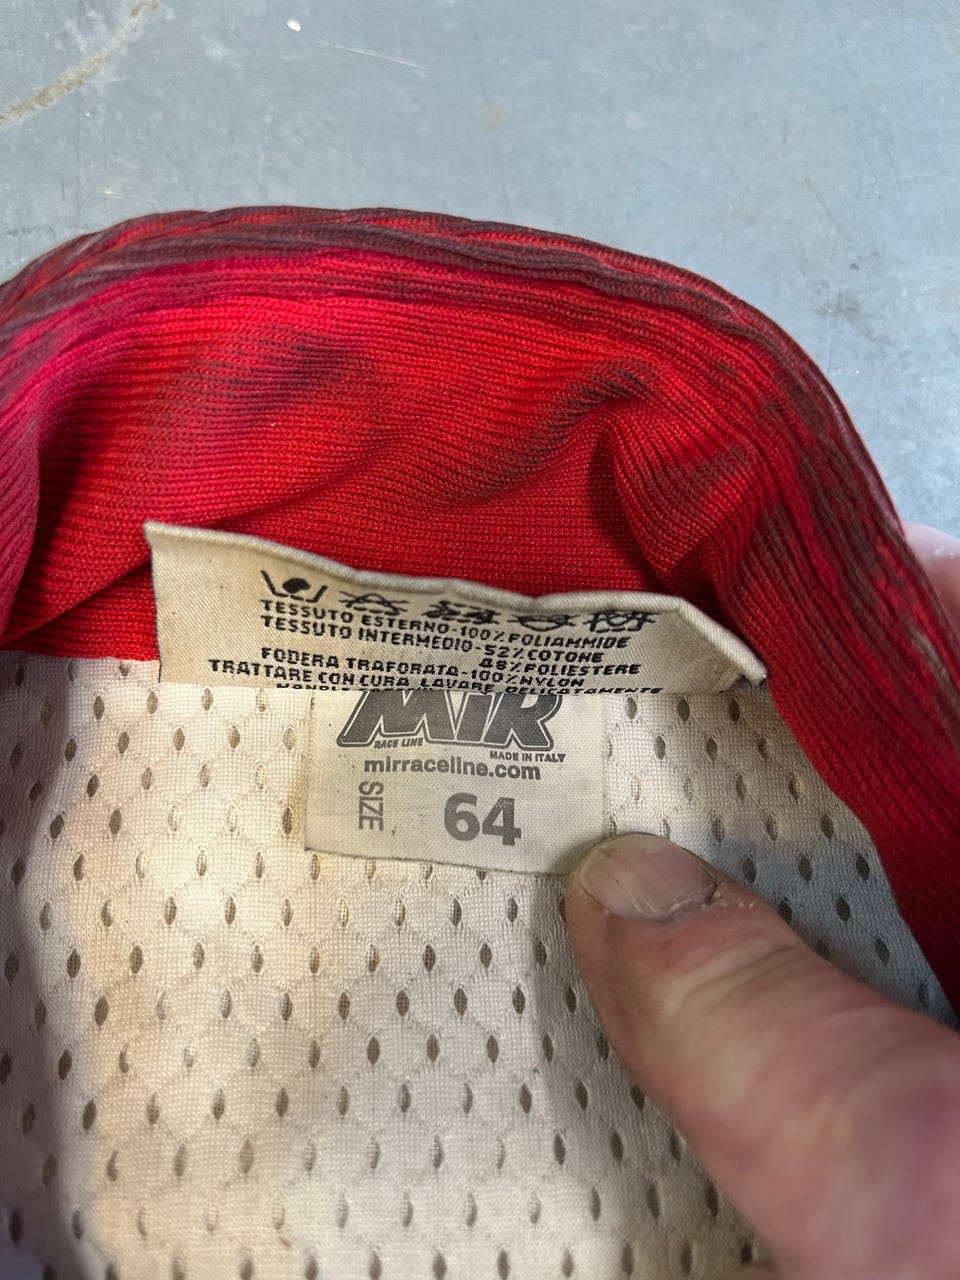 TESSUTO ESTERNO-100% POLIAMMIDE
TESSUTO INTERMEDIO-52% COTONE
48% POLIESTERE
FODERA TRAFORATA-100% NYLON
TRATTARE CON CURA LAVARE DELICATAMENTE
MIR
RACE LINE
MADE IN ITALY
mirraceline.com
SIZE
64